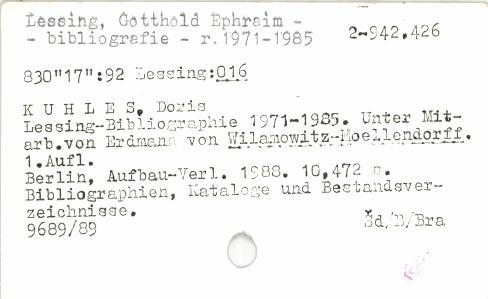 Lessing, Gotthold Ephraim -
- bibliografie - r.1971-1985
2-942.426
830"17":92 Lessing:016
K U H L E S, Doris
Lessing-Bibliographie 1971-1985. Unter Mit-
arb.von Erdmann von Wilamowitz-Moellendorff.
1.Aufl.
Berlin, Aufbau-Verl. 1988. 10,472 s.
Bibliographien, Kataloge und Bestandsver-
zeichnisse.
9689/89
Šd/B/Bra